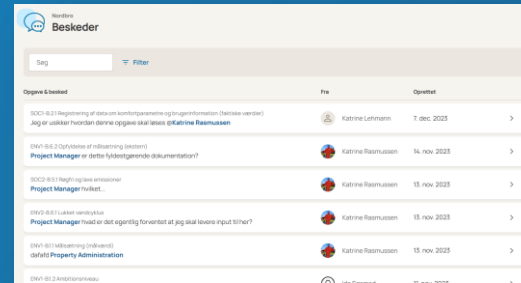 Nordbro
Beskeder
Søg
Filter
Opgave & besked Fra Oprettet
SOC1-8.2.1 Registrering af data om komfortparametre og brugerinformation (faktiske værdier)
Jeg er usikker hvordan denne opgave skal løses @Katrine Rasmussen
Katrine Lehmann 7. dec. 2023
ENV1-B.6.2 Opfyldelse af målsætning (ekstern)
Project Manager er dette fyldestgørende dokumentation?
Katrine Rasmussen 14. nov. 2023
SOC2-B.5.1 Røgfri og lave emissioner
Project Manager hvilket...
Katrine Rasmussen 13. nov. 2023
ENV2-B.6.1 Lukket vandcyklus
Project Manager hvad er det egentlig forventet at jeg skal levere input til her?
Katrine Rasmussen 13. nov. 2023
ENV1-B.1.1 Målsætning (målværdi)
dafafd Property Administration
Katrine Rasmussen 13. nov. 2023
ENV1-B.1.2 Ambitionsniveau